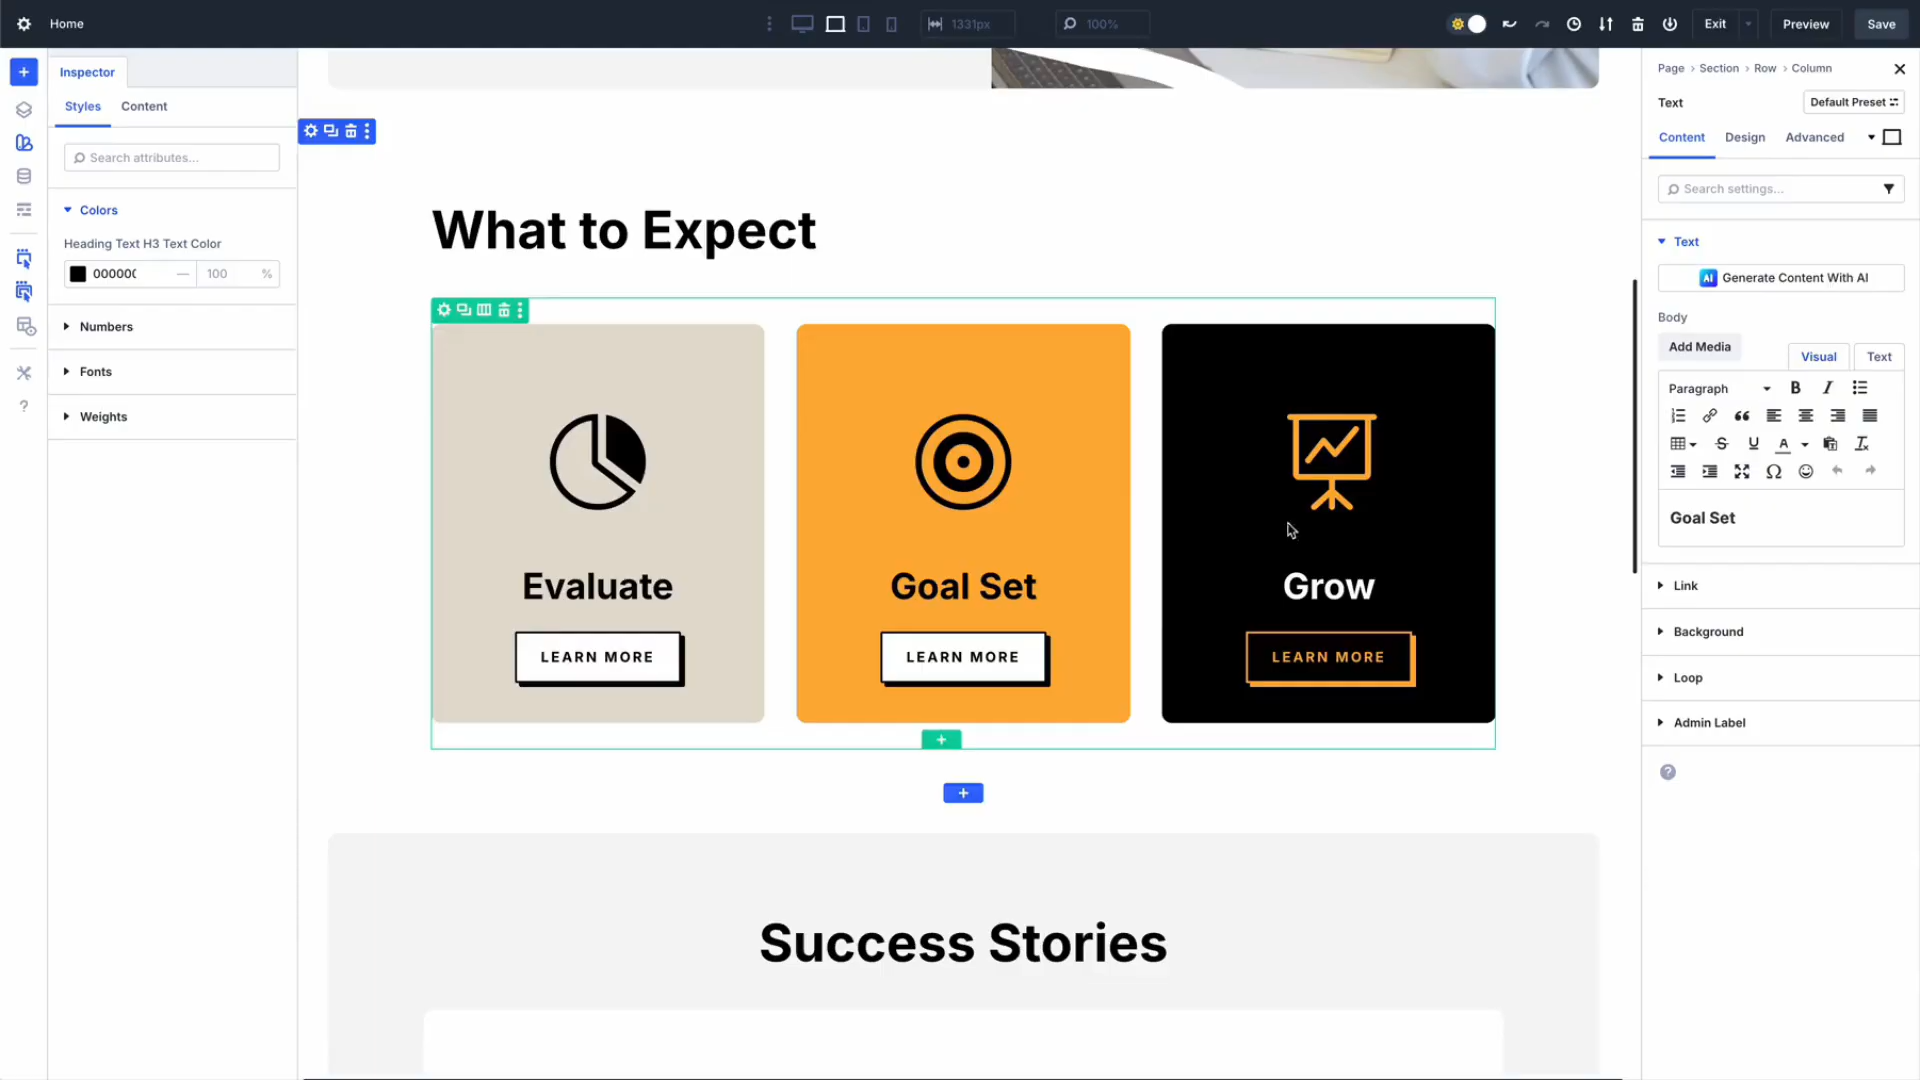 Home
1331px
100%
Exit
Preview
Save
Inspector
Styles
Content
Search attributes...
Colors
Heading Text H3 Text Color
000000
100
%
Numbers
Fonts
Weights
What to Expect
Evaluate
LEARN MORE
Goal Set
LEARN MORE
Grow
LEARN MORE
Success Stories
Page › Section › Row › Column
Text
Default Preset
Content
Design
Advanced
Search settings...
Text
AI Generate Content With AI
Body
Add Media
Visual
Text
Paragraph
Goal Set
Link
Background
Loop
Admin Label